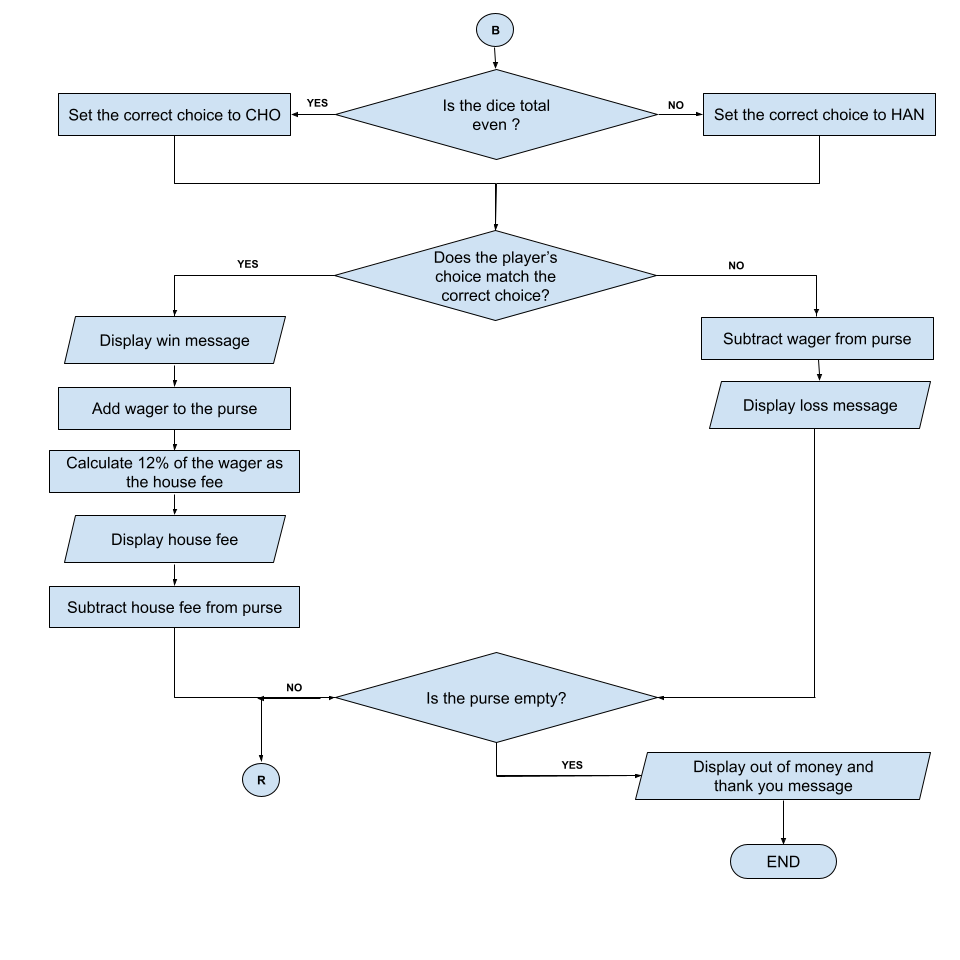 B
Is the dice total
even ?
YES
NO
Set the correct choice to CHO
Set the correct choice to HAN
Does the player's
choice match the
correct choice?
YES
NO
Display win message
Subtract wager from purse
Add wager to the purse
Display loss message
Calculate 12% of the wager as
the house fee
Display house fee
Subtract house fee from purse
NO
Is the purse empty?
R
YES
Display out of money and
thank you message
END